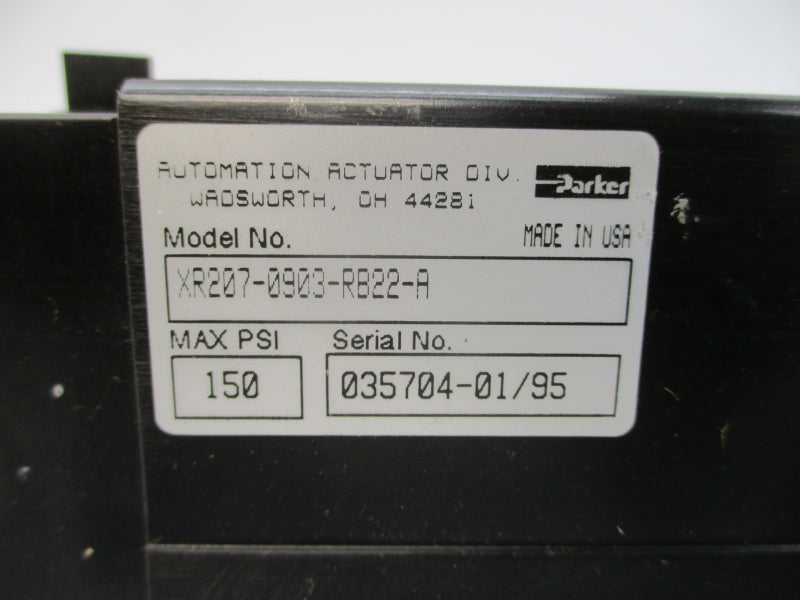 AUTOMATION ACTUATOR DIV.
WADSWORTH, OH 44281
Parker
Model No.
MADE IN USA
XR207-0903-RB22-A
MAX PSI
Serial No.
150
035704-01/95